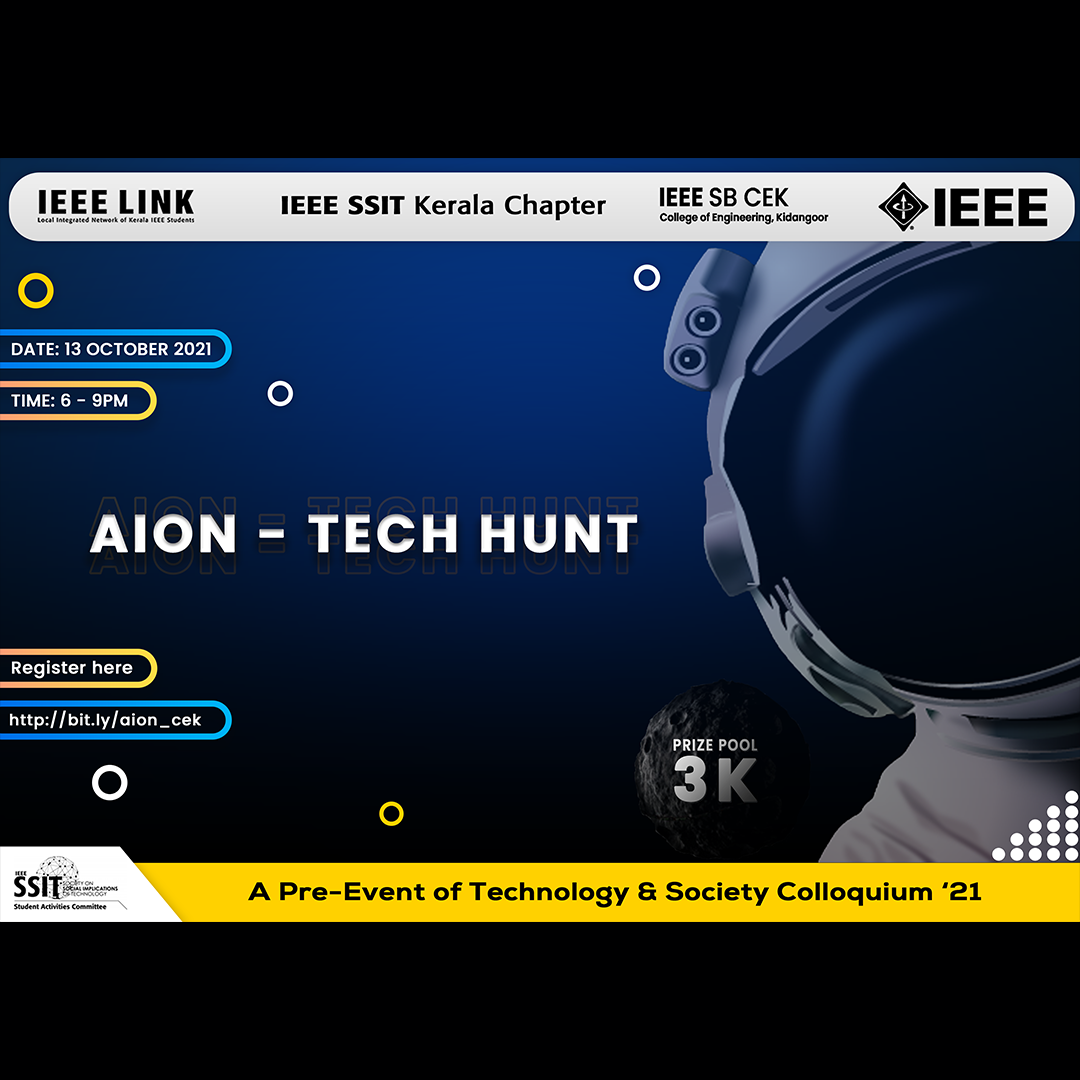 IEEE LINK
Local Integrated Network of Kerala IEEE Students
IEEE SSIT Kerala Chapter
IEEE SB CEK
College of Engineering, Kidangoor
IEEE
DATE: 13 OCTOBER 2021
TIME: 6 - 9PM
AION - TECH HUNT
Register here
http://bit.ly/aion_cek
PRIZE POOL
3K
IEEE
SSIT
SOCIETY ON
SOCIAL IMPLICATIONS
OF TECHNOLOGY
Student Activities Committee
A Pre-Event of Technology & Society Colloquium ‘21